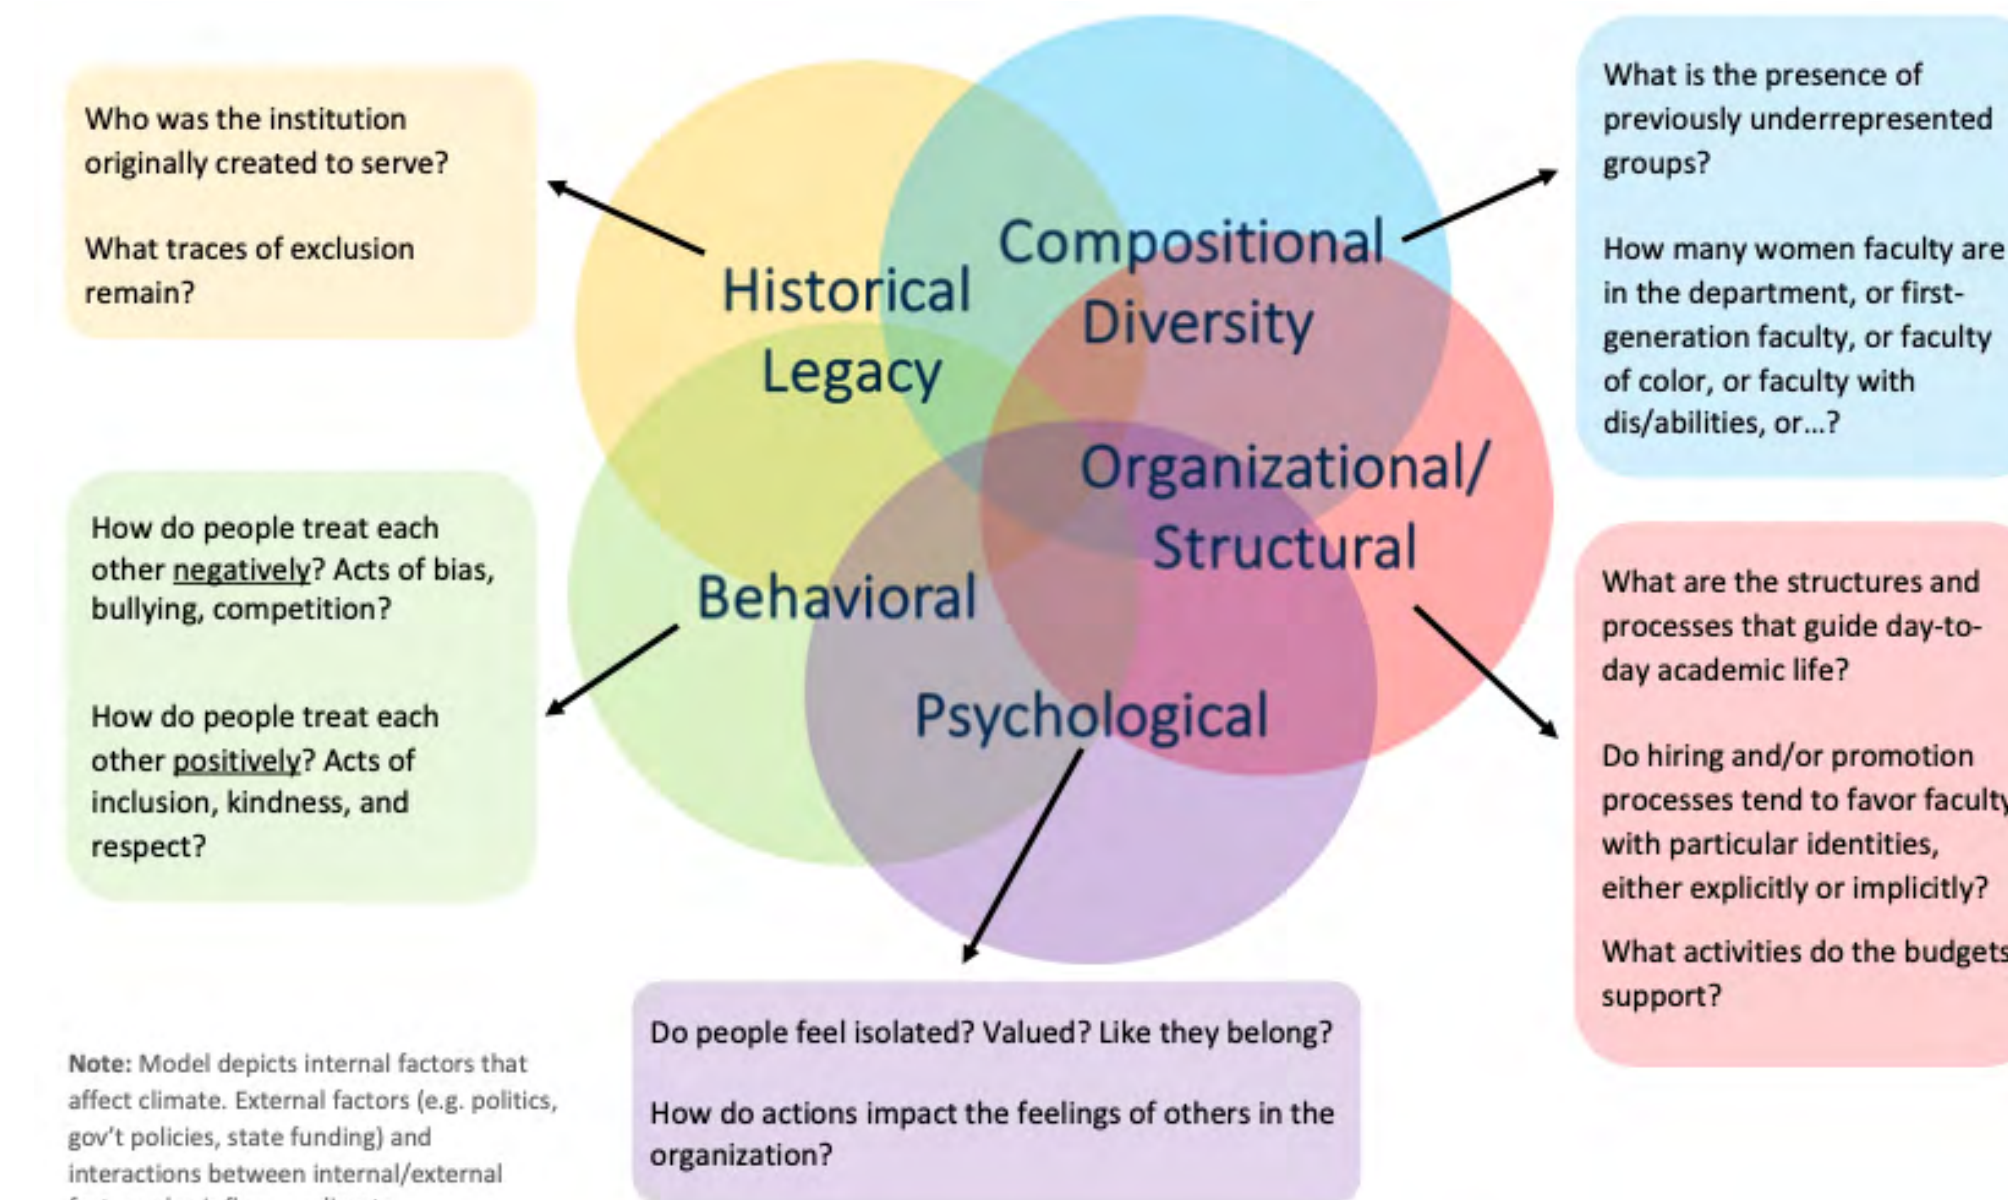 Who was the institution
originally created to serve?
What traces of exclusion
remain?
Historical
Legacy
Compositional
Diversity
What is the presence of
previously underrepresented
groups?
How many women faculty are
in the department, or first-
generation faculty, or faculty
of color, or faculty with
dis/abilities, or...?
How do people treat each
other negatively? Acts of bias,
bullying, competition?
How do people treat each
other positively? Acts of
inclusion, kindness, and
respect?
Behavioral
Organizational/
Structural
What are the structures and
processes that guide day-to-
day academic life?
Do hiring and/or promotion
processes tend to favor faculty
with particular identities,
either explicitly or implicitly?
What activities do the budgets
support?
Psychological
Do people feel isolated? Valued? Like they belong?
How do actions impact the feelings of others in the
organization?
Note: Model depicts internal factors that
affect climate. External factors (e.g. politics,
gov't policies, state funding) and
interactions between internal/external